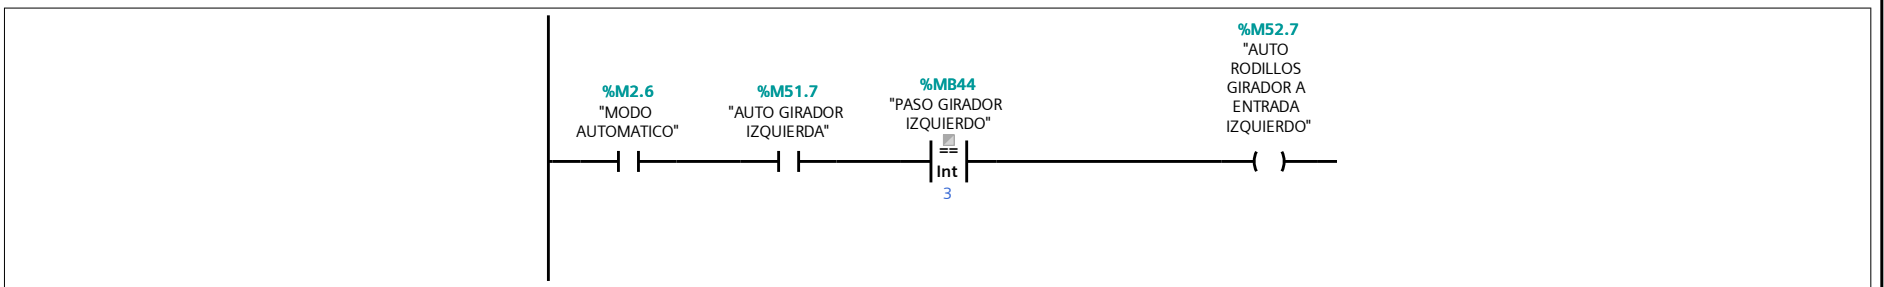 %M2.6
"MODO
AUTOMATICO"
%M51.7
"AUTO GIRADOR
IZQUIERDA"
%MB44
"PASO GIRADOR
IZQUIERDO"
==
Int
3
%M52.7
"AUTO
RODILLOS
GIRADOR A
ENTRADA
IZQUIERDO"